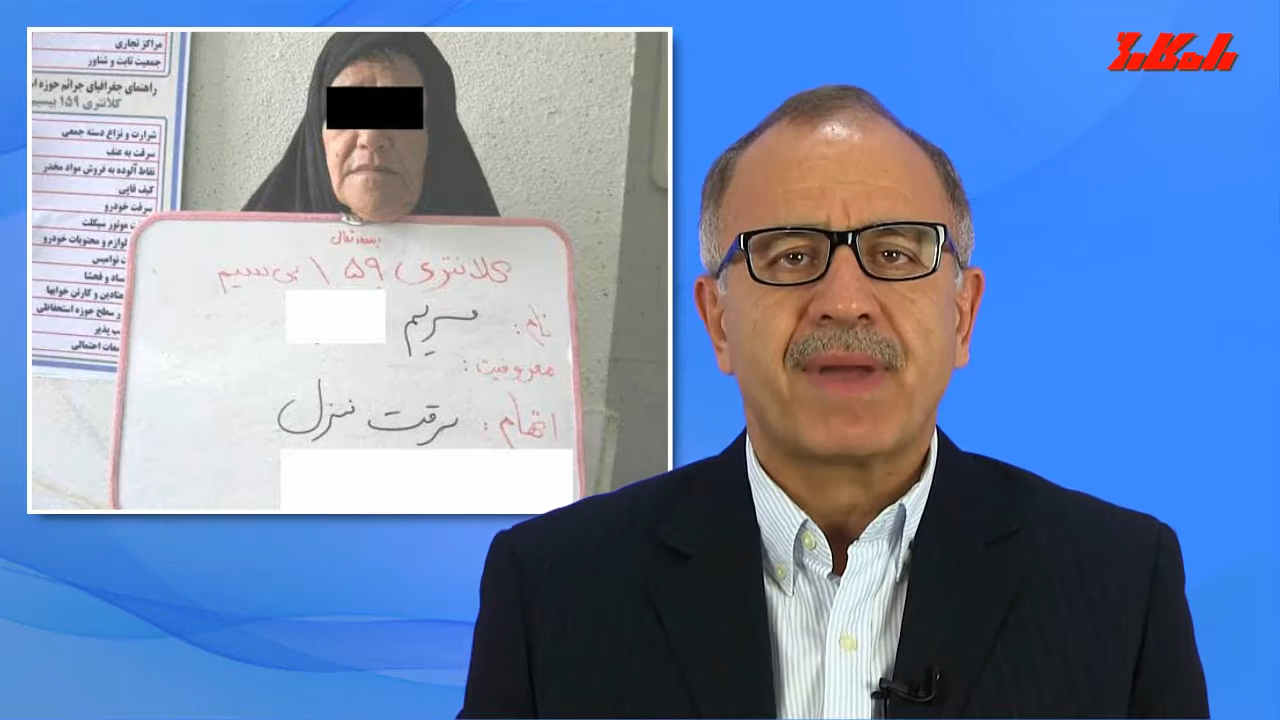 مراکز تجاری
جمعیت ثابت و شناور
راهنمای جغرافیای جرائم حوزه
کلانتری ۱۵۹ بیسیم
شرارت و نزاع دسته جمعی
سرقت به عنف
نقاط آلوده به فروش مواد مخدر
کیف قاپی
سرقت خودرو
موتور سیکلت
لوازم و محتویات خودرو
نوامیس
ساد و فحشا
متادین و کارتن خوابها
سطح حوزه استحفاظی
پذیر
احتمالی
بسمه تعالی
کلانتری ۱۵۹ بی سیم
نام: مریم
معروفیت:
اتهام: سرقت منزل